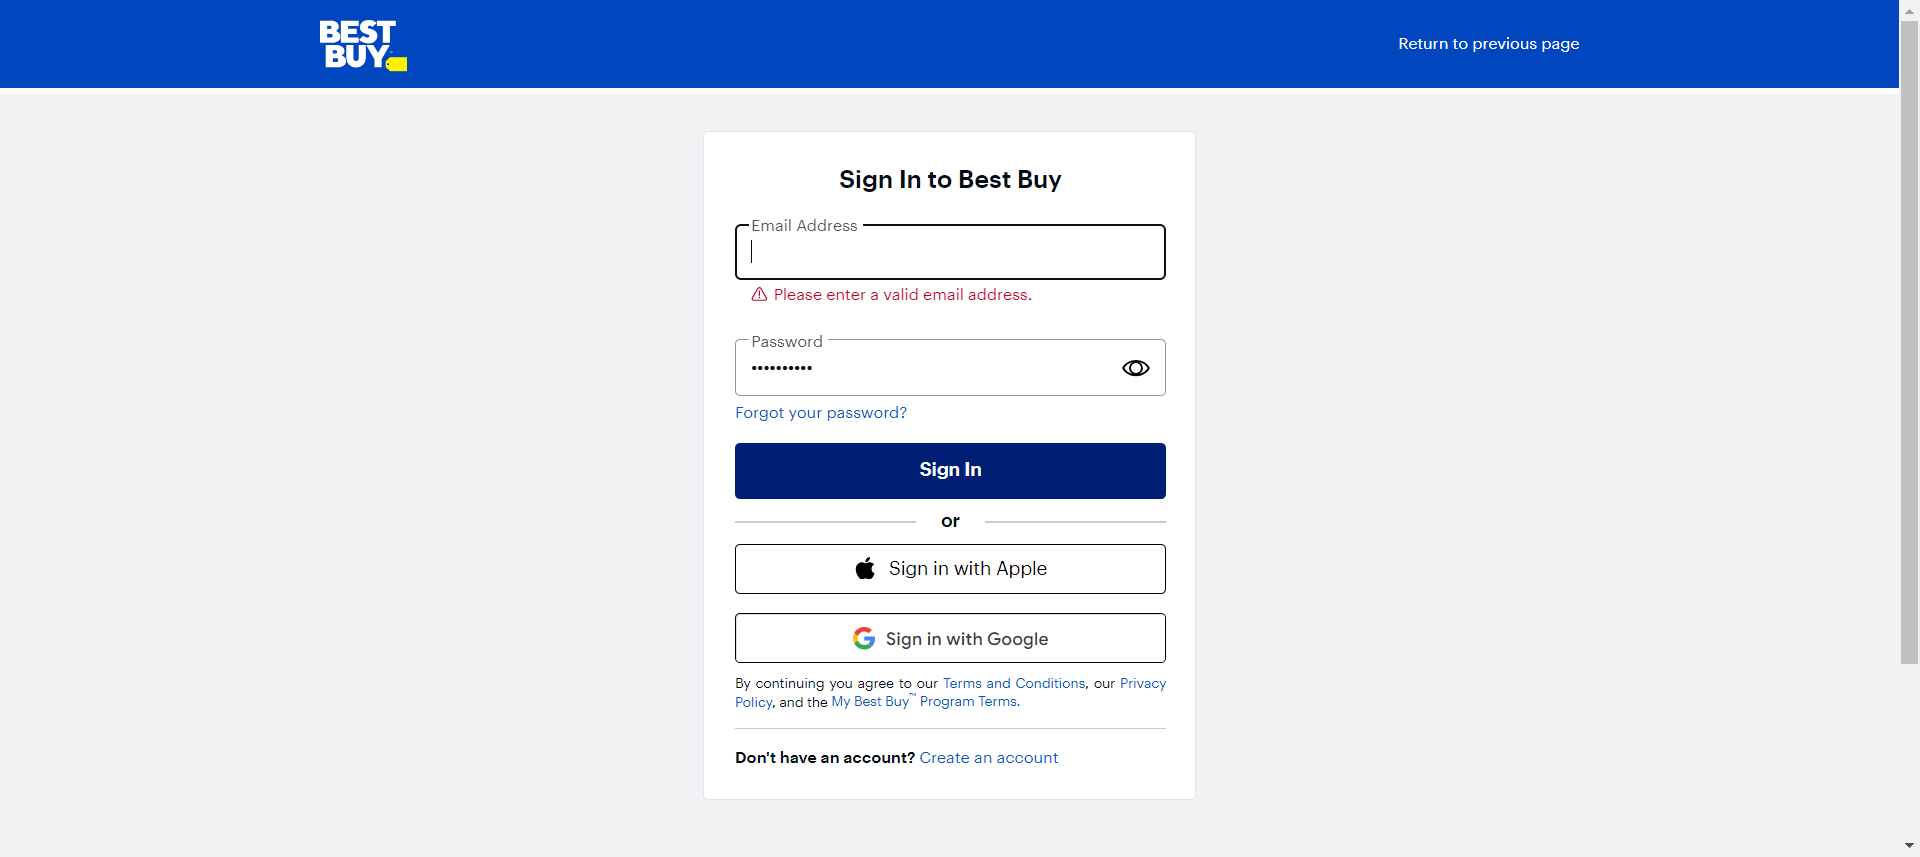 BEST
BUY
Return to previous page
Sign In to Best Buy
Email Address
Please enter a valid email address.
Password
••••••••••
Forgot your password?
Sign In
or
Sign in with Apple
Sign in with Google
By continuing you agree to our Terms and Conditions, our Privacy
Policy, and the My Best Buy™ Program Terms.
Don't have an account? Create an account